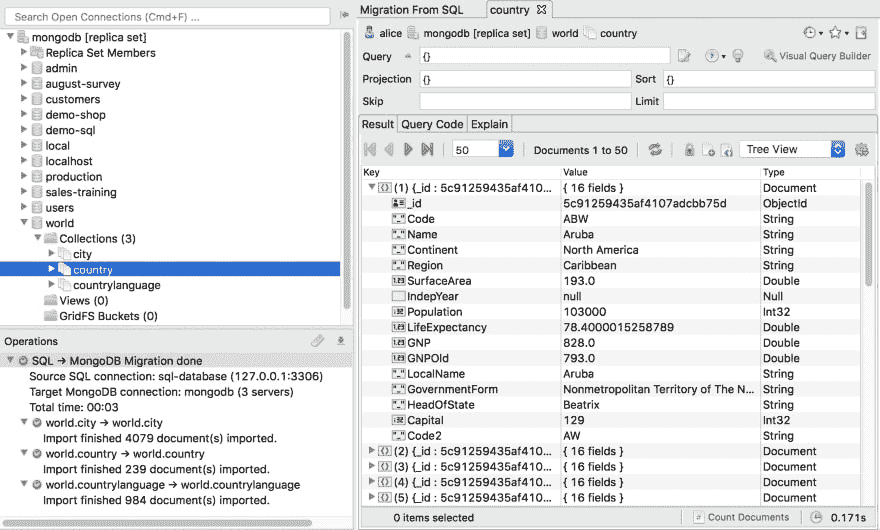 Search Open Connections (Cmd+F) ...
mongodb [replica set]
Replica Set Members
admin
august-survey
customers
demo-shop
demo-sql
local
localhost
production
sales-training
users
world
Collections (3)
city
country
countrylanguage
Views (0)
GridFS Buckets (0)
Operations
SQL → MongoDB Migration done
Source SQL connection: sql-database (127.0.0.1:3306)
Target MongoDB connection: mongodb (3 servers)
Total time: 00:03
world.city → world.city
Import finished 4079 document(s) imported.
world.country → world.country
Import finished 239 document(s) imported.
world.countrylanguage → world.countrylanguage
Import finished 984 document(s) imported.
Migration From SQL country
alice mongodb [replica set] world country
Query {} Visual Query Builder
Projection {} Sort {}
Skip Limit
Result Query Code Explain
50 Documents 1 to 50 Tree View
Key Value Type
(1) {_id : 5c91259435af410... { 16 fields } Document
_id 5c91259435af4107adcbb75d ObjectId
Code ABW String
Name Aruba String
Continent North America String
Region Caribbean String
SurfaceArea 193.0 Double
IndepYear null Null
Population 103000 Int32
LifeExpectancy 78.4000015258789 Double
GNP 828.0 Double
GNPOld 793.0 Double
LocalName Aruba String
GovernmentForm Nonmetropolitan Territory of The N... String
HeadOfState Beatrix String
Capital 129 Int32
Code2 AW String
(2) {_id : 5c91259435af410... { 16 fields } Document
(3) {_id : 5c91259435af410... { 16 fields } Document
(4) {_id : 5c91259435af410... { 16 fields } Document
(5) {_id : 5c91259435af410... { 16 fields } Document
0 items selected Count Documents 0.171s